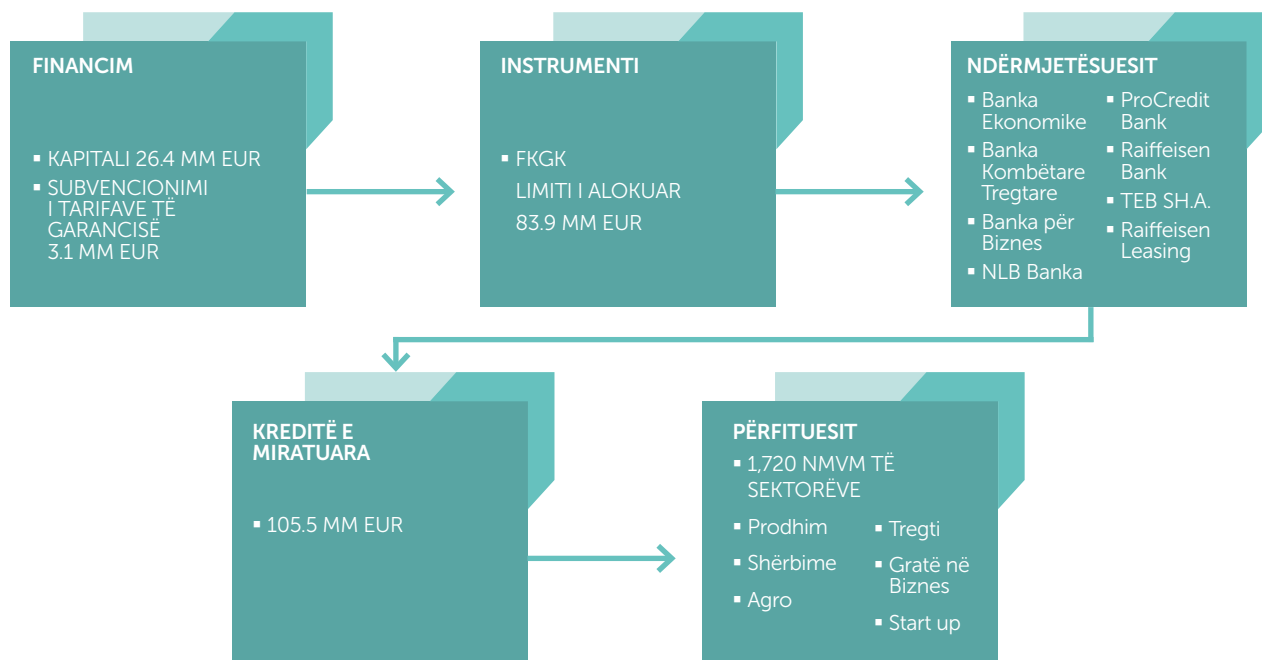 FINANCIM
▪ KAPITALI 26.4 MM EUR
▪ SUBVENCIONIMI
I TARIFAVE TË
GARANCISË
3.1 MM EUR
INSTRUMENTI
▪ FKGK
LIMITI I ALOKUAR
83.9 MM EUR
NDËRMJETËSUESIT
▪ Banka
Ekonomike
▪ Banka
Kombëtare
Tregtare
▪ Banka për
Biznes
▪ NLB Banka
▪ ProCredit
Bank
▪ Raiffeisen
Bank
▪ TEB SH.A.
▪ Raiffeisen
Leasing
KREDITË E
MIRATUARA
▪ 105.5 MM EUR
PËRFITUESIT
▪ 1,720 NMVM TË
SEKTORËVE
▪ Prodhim
▪ Shërbime
▪ Agro
▪ Tregti
▪ Gratë në
Biznes
▪ Start up